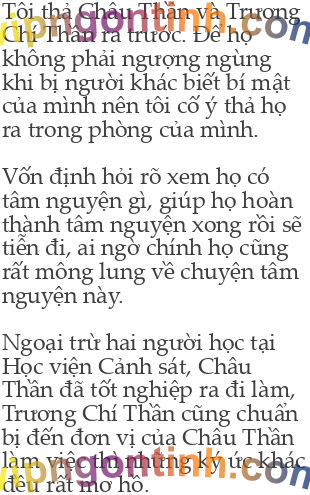 Tôi thả Châu Thần và Trương
Chí Thần ra trước. Để họ
không phải ngượng ngùng
khi bị người khác biết bí mật
của mình nên tôi cố ý thả họ
ra trong phòng của mình.
Vốn định hỏi rõ xem họ có
tâm nguyện gì, giúp họ hoàn
thành tâm nguyện xong rồi sẽ
tiễn đi, ai ngờ chính họ cũng
rất mông lung về chuyện tâm
nguyện này.
Ngoại trừ hai người học tại
Học viện Cảnh sát, Châu
Thần đã tốt nghiệp ra đi làm,
Trương Chí Thần cũng chuẩn
bị đến đơn vị của Châu Thần
làm việc thì những ký ức khác
đều rất mơ hồ.
vipngontinh.com
vipngontinh.com